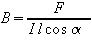 B = F / (Il cos α)